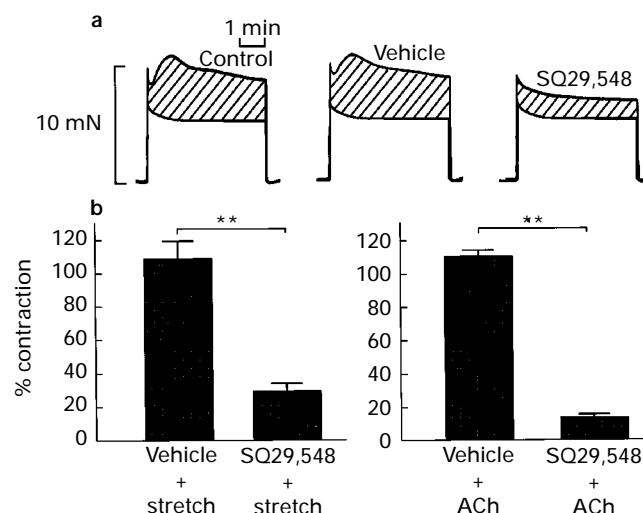 a
1 min
Control
Vehicle
SQ29,548
10 mN
b
% contraction
120
100
80
60
40
20
0
**
Vehicle
+
stretch
SQ29,548
+
stretch
120
100
80
60
40
20
0
**
Vehicle
+
ACh
SQ29,548
+
ACh